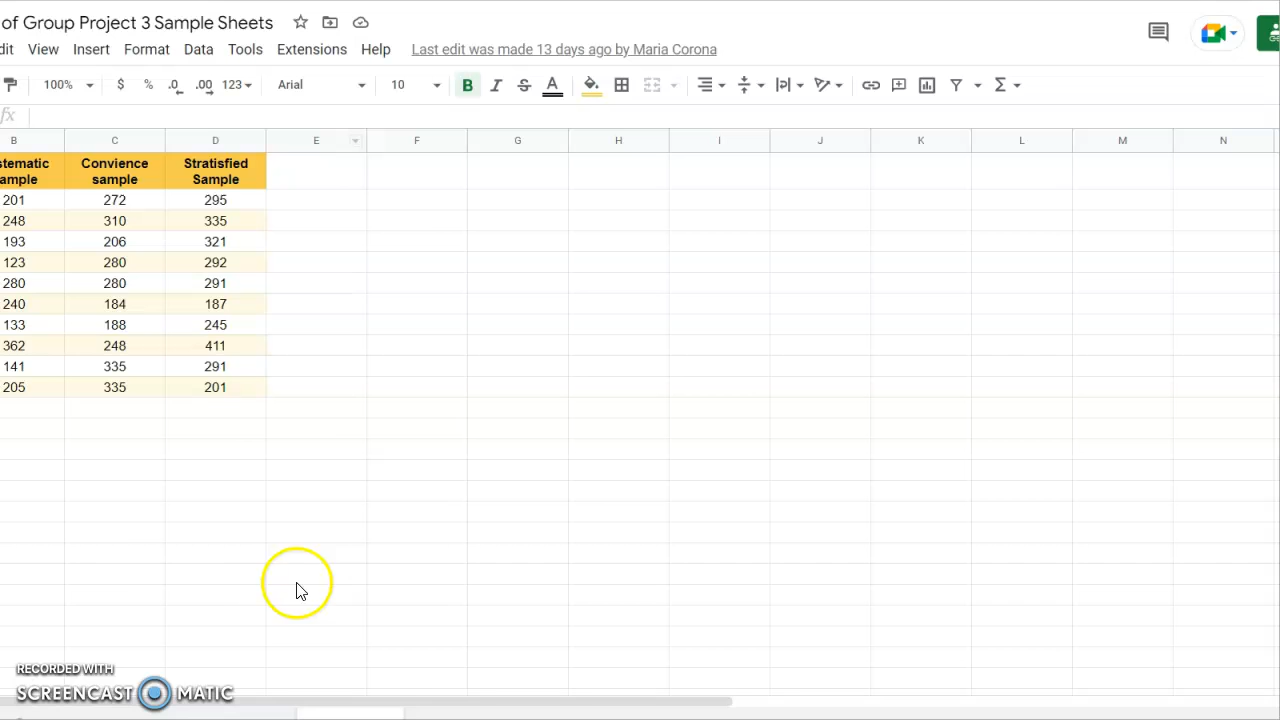 of Group Project 3 Sample Sheets
dit View Insert Format Data Tools Extensions Help Last edit was made 13 days ago by Maria Corona
100% $ % .0 .00 123 Arial 10 B I S A Σ
fx
B C D E F G H I J K L M N
stematic Convience Stratisfied
ample sample Sample
201 272 295
248 310 335
193 206 321
123 280 292
280 280 291
240 184 187
133 188 245
362 248 411
141 335 291
205 335 201
RECORDED WITH
SCREENCAST MATIC